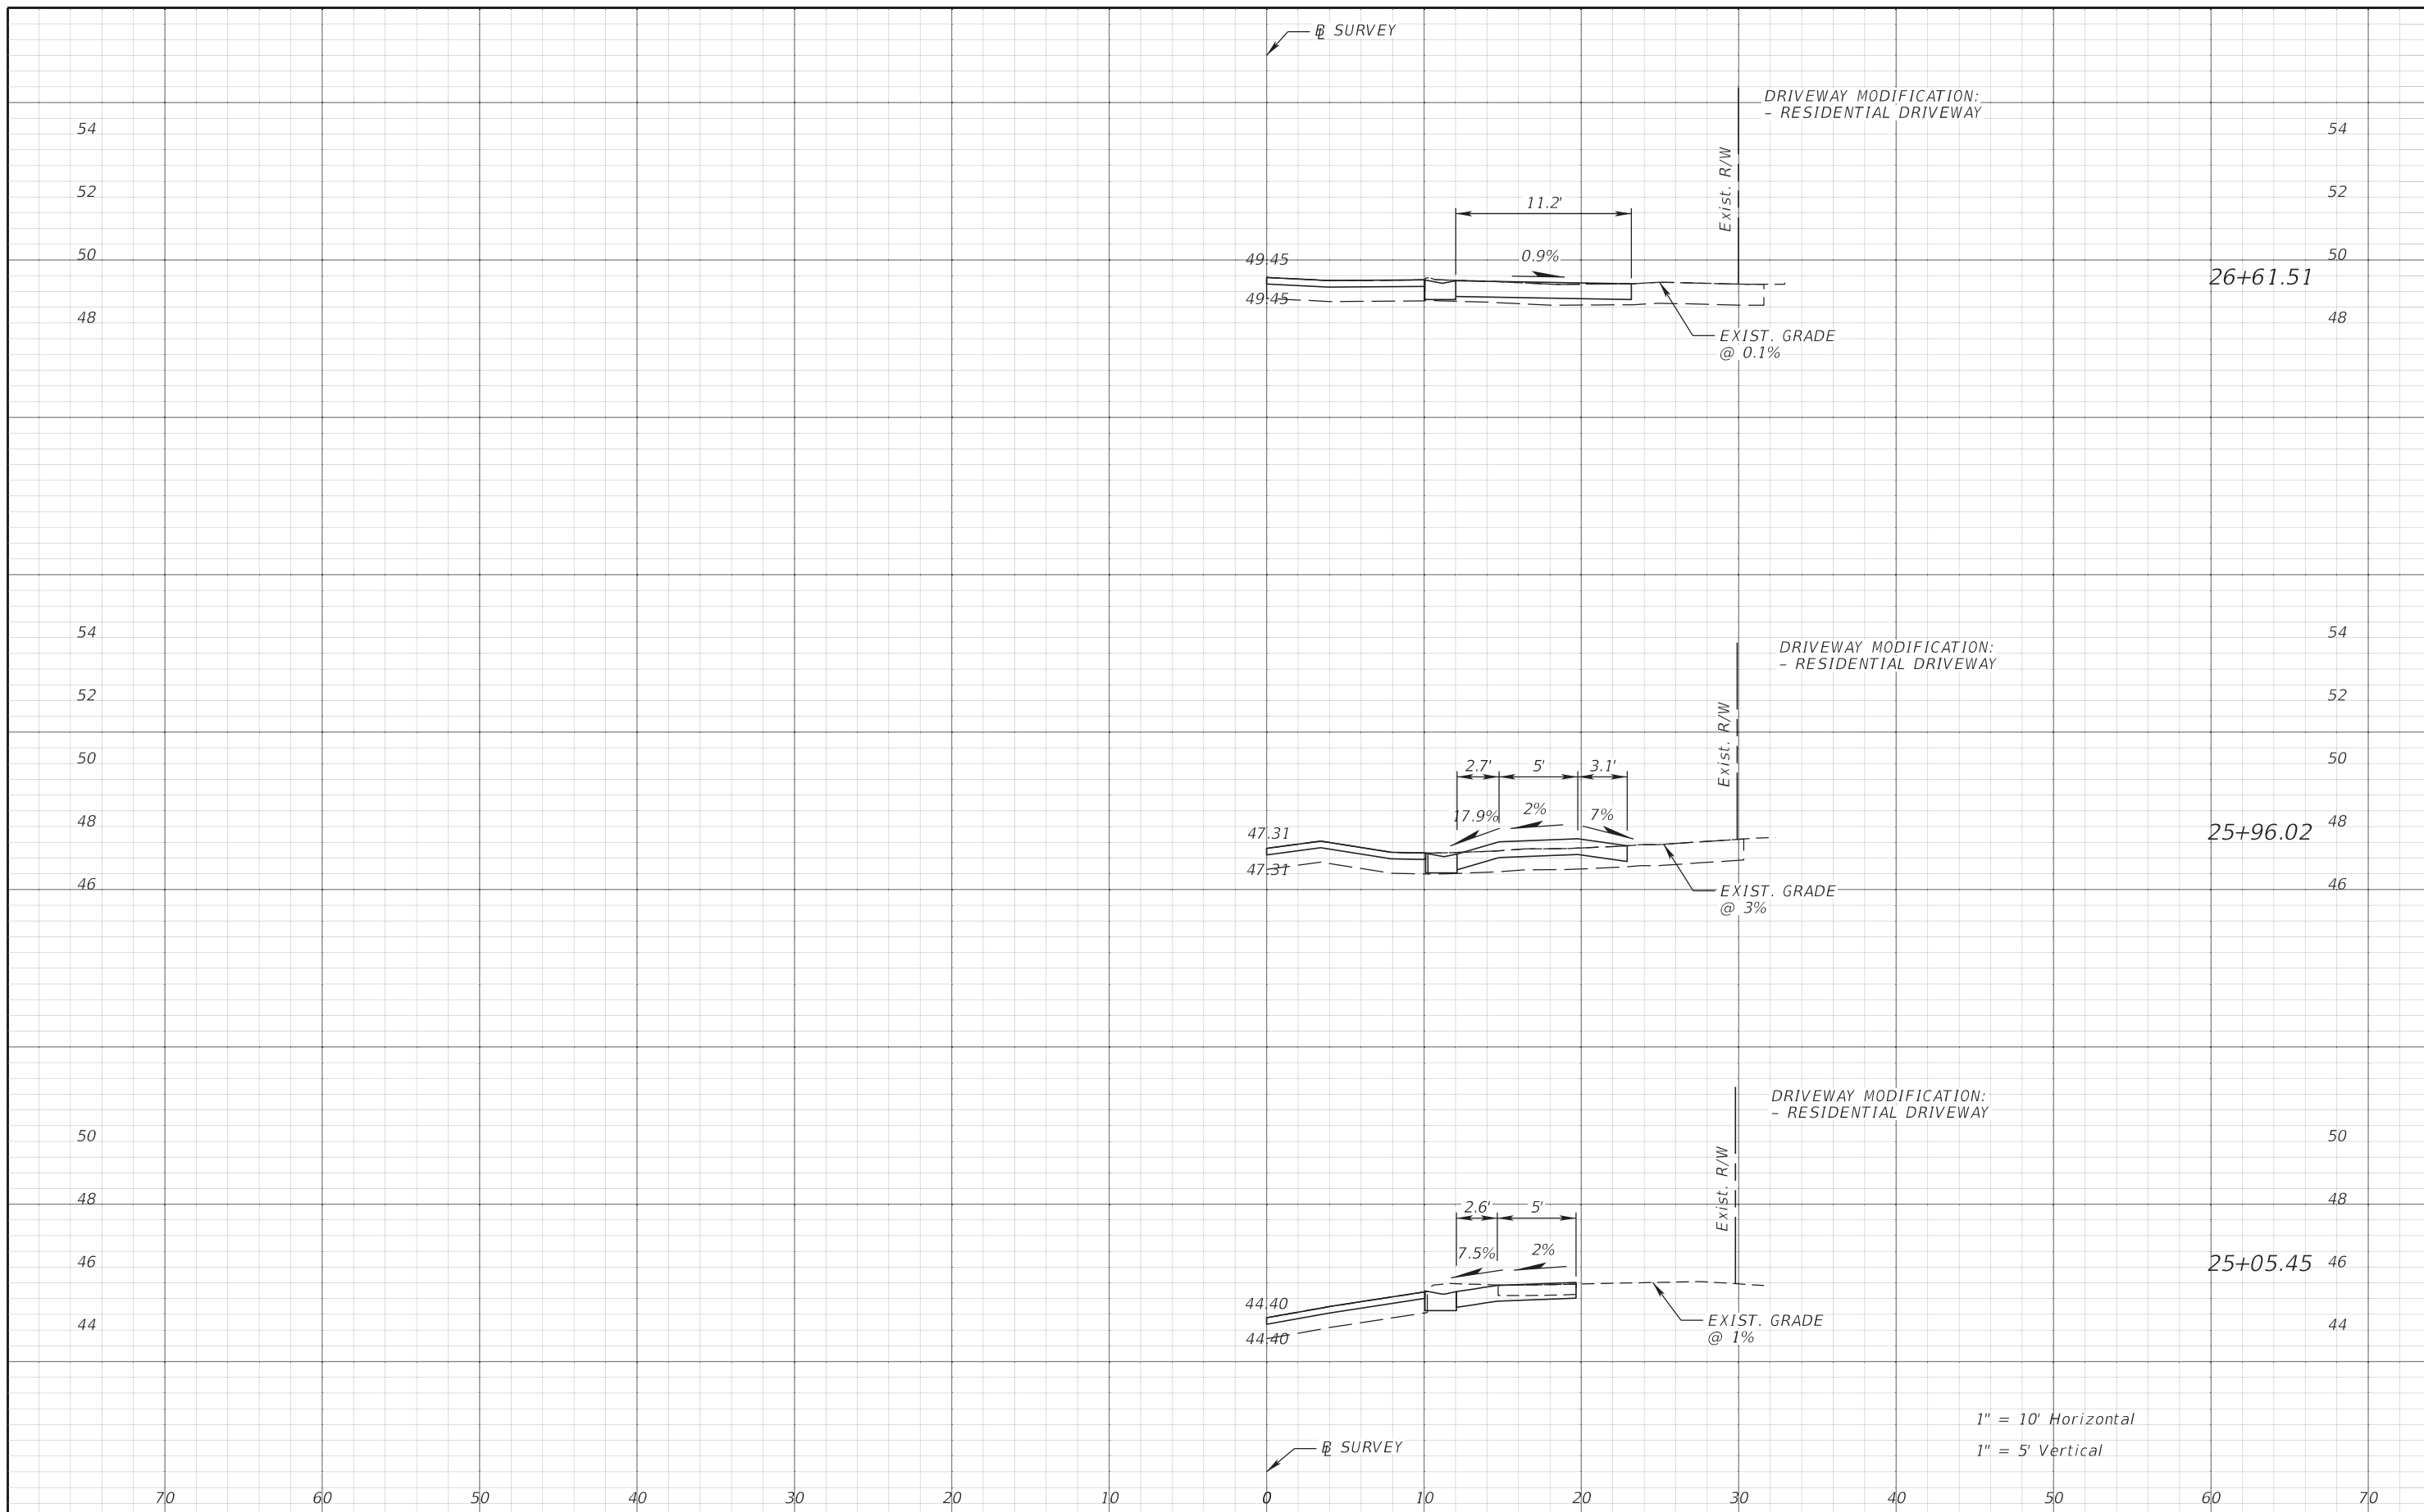 BL SURVEY
DRIVEWAY MODIFICATION:
- RESIDENTIAL DRIVEWAY
54 54
52 52
Exist. R/W
11.2'
50 49.45 0.9% 50
26+61.51
49.45
48 48
EXIST. GRADE
@ 0.1%
54 54
DRIVEWAY MODIFICATION:
- RESIDENTIAL DRIVEWAY
52 52
Exist. R/W
50 2.7' 5' 3.1' 50
48 17.9% 2% 7% 48
47.31 25+96.02
47.31
46 46
EXIST. GRADE
@ 3%
DRIVEWAY MODIFICATION:
- RESIDENTIAL DRIVEWAY
50 50
Exist. R/W
48 2.6' 5' 48
46 7.5% 2% 25+05.45 46
44.40
44 44
EXIST. GRADE
44.40 @ 1%
1" = 10' Horizontal
BL SURVEY
1" = 5' Vertical
70 60 50 40 30 20 10 0 10 20 30 40 50 60 70